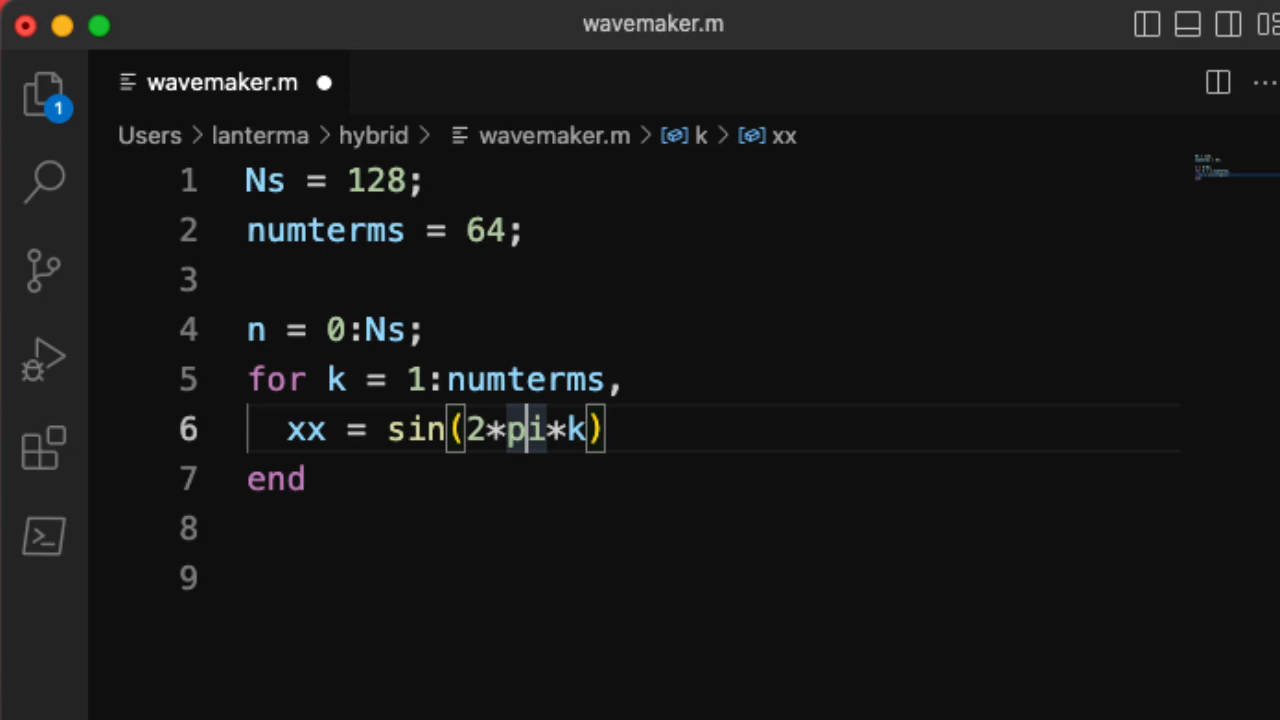 wavemaker.m
wavemaker.m
1
Users > lanterma > hybrid > wavemaker.m > k > xx
1 Ns = 128;
2 numterms = 64;
3
4 n = 0:Ns;
5 for k = 1:numterms,
6 xx = sin(2*pi*k)
7 end
8
9